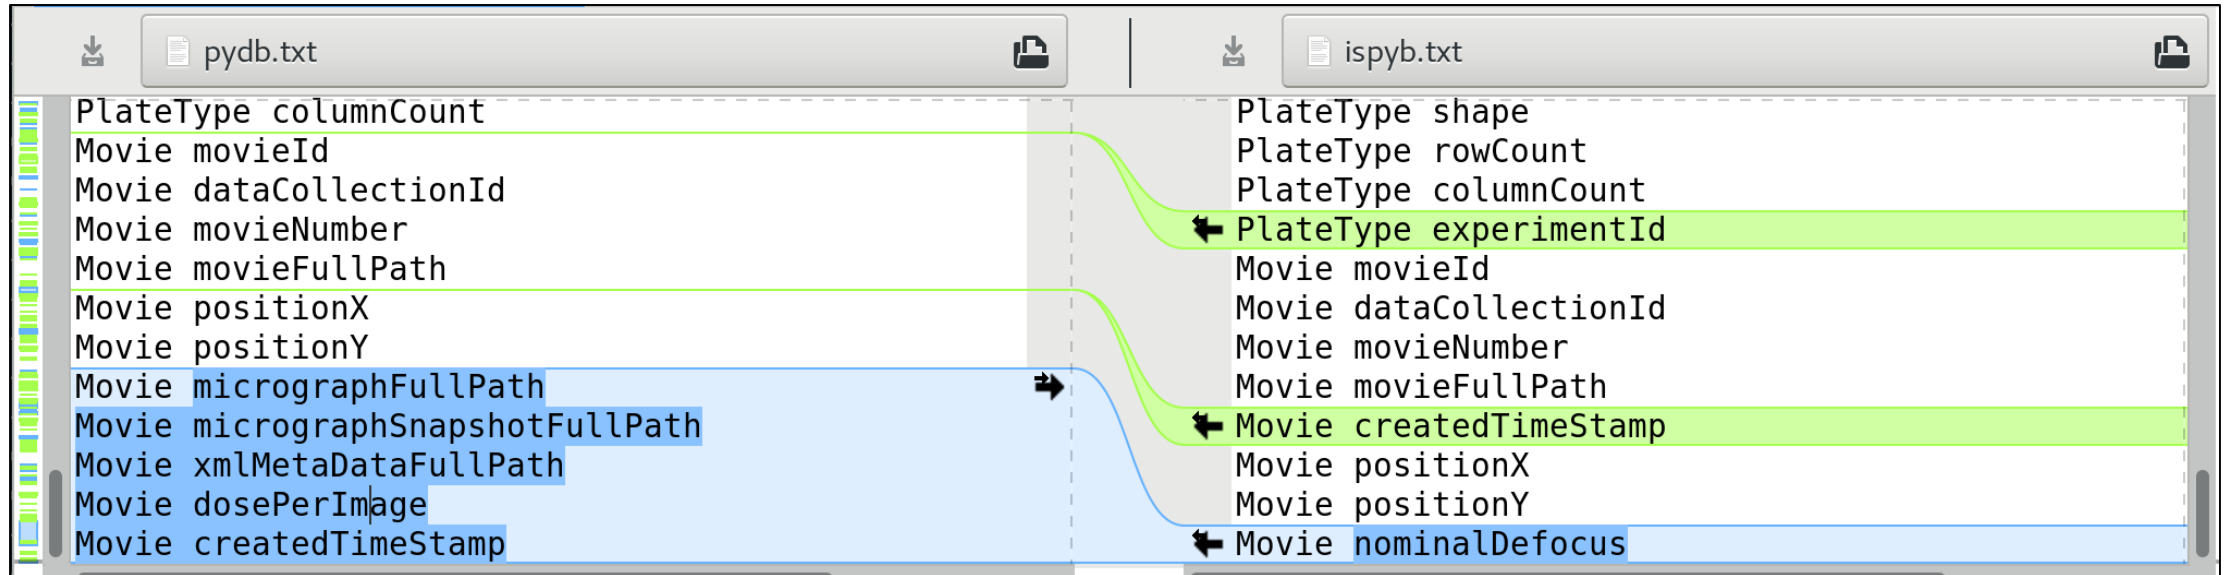 pydb.txt
ispyb.txt
PlateType columnCount
Movie movieId
Movie dataCollectionId
Movie movieNumber
Movie movieFullPath
Movie positionX
Movie positionY
Movie micrographFullPath
Movie micrographSnapshotFullPath
Movie xmlMetaDataFullPath
Movie dosePerImage
Movie createdTimeStamp
PlateType shape
PlateType rowCount
PlateType columnCount
PlateType experimentId
Movie movieId
Movie dataCollectionId
Movie movieNumber
Movie movieFullPath
Movie createdTimeStamp
Movie positionX
Movie positionY
Movie nominalDefocus